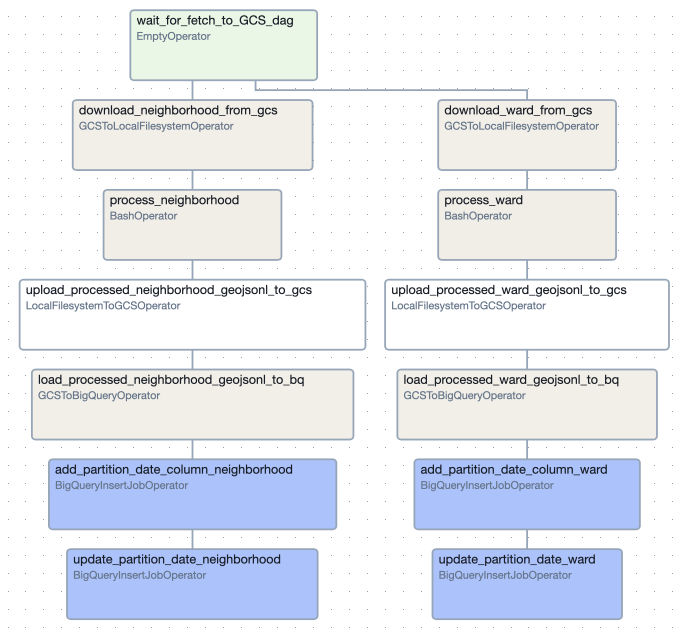 wait_for_fetch_to_GCS_dag
EmptyOperator
download_neighborhood_from_gcs
GCSToLocalFilesystemOperator
download_ward_from_gcs
GCSToLocalFilesystemOperator
process_neighborhood
BashOperator
process_ward
BashOperator
upload_processed_neighborhood_geojsonl_to_gcs
LocalFilesystemToGCSOperator
upload_processed_ward_geojsonl_to_gcs
LocalFilesystemToGCSOperator
load_processed_neighborhood_geojsonl_to_bq
GCSToBigQueryOperator
load_processed_ward_geojsonl_to_bq
GCSToBigQueryOperator
add_partition_date_column_neighborhood
BigQueryInsertJobOperator
add_partition_date_column_ward
BigQueryInsertJobOperator
update_partition_date_neighborhood
BigQueryInsertJobOperator
update_partition_date_ward
BigQueryInsertJobOperator